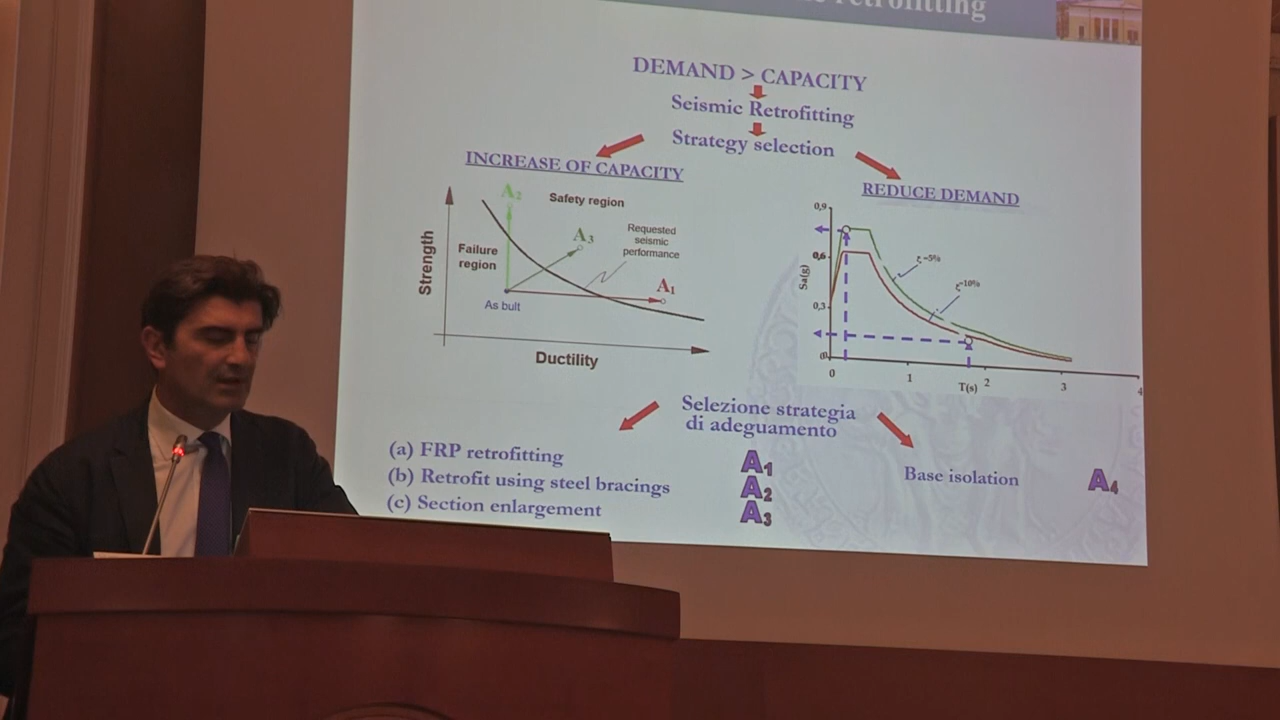 retrofitting
DEMAND > CAPACITY
Seismic Retrofitting
Strategy selection
INCREASE OF CAPACITY
REDUCE DEMAND
A2
Safety region
A3
Requested
seismic
performance
Failure
region
Strength
A1
As bult
Ductility
0,9
0,6
0,3
0
Sa(g)
ξ=5%
ξ=10%
0
1
T(s)
2
3
4
Selezione strategia
di adeguamento
(a) FRP retrofitting
(b) Retrofit using steel bracings
(c) Section enlargement
A1
A2
A3
Base isolation
A4